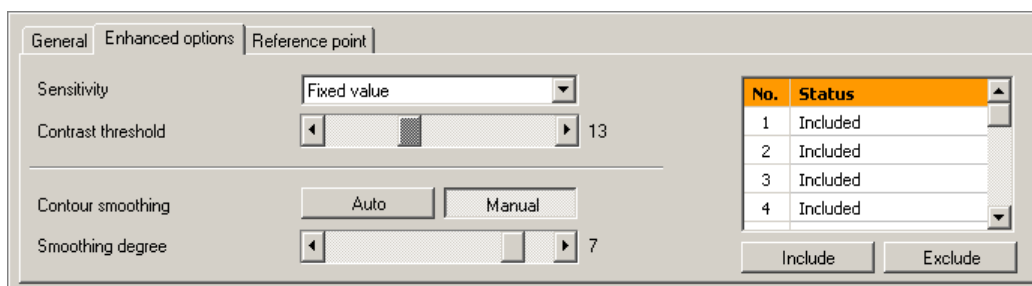 General Enhanced options Reference point
Sensitivity Fixed value
Contrast threshold 13
Contour smoothing Auto Manual
Smoothing degree 7
No. Status
1 Included
2 Included
3 Included
4 Included
Include Exclude